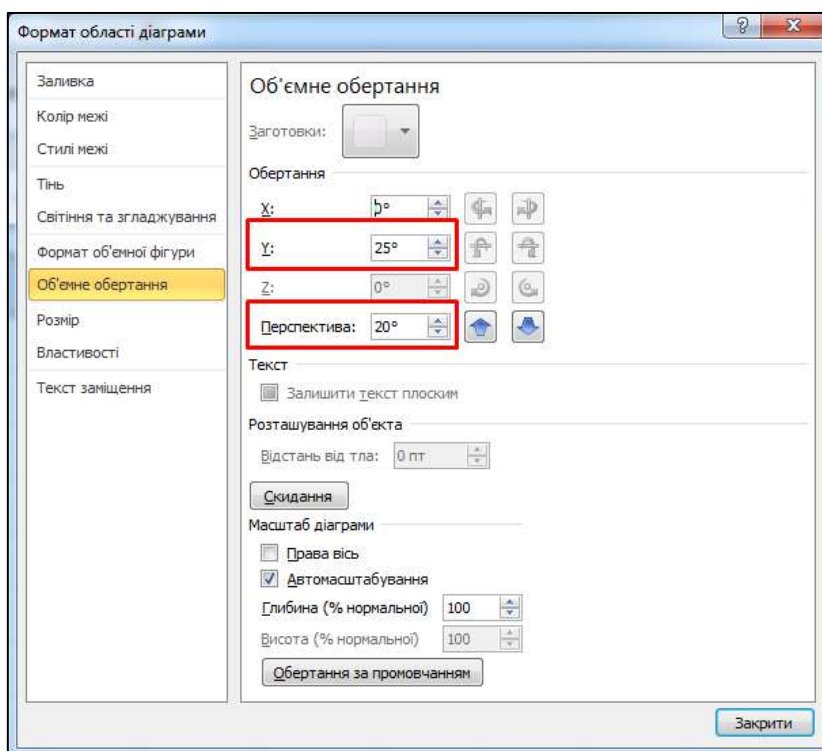 Формат області діаграми
Заливка
Колір межі
Стилі межі
Тінь
Світіння та згладжування
Формат об'ємної фігури
Об'ємне обертання
Розмір
Властивості
Текст заміщення
Об'ємне обертання
Заготовки:
Обертання
X:
Y: 25°
Z: 0°
Перспектива: 20°
Текст
Залишити текст плоским
Розташування об'єкта
Відстань від тла: 0 пт
Скидання
Масштаб діаграми
Права вісь
Автомасштабування
Глибина (% нормальної) 100
Висота (% нормальної) 100
Обертання за промовчанням
Закрити